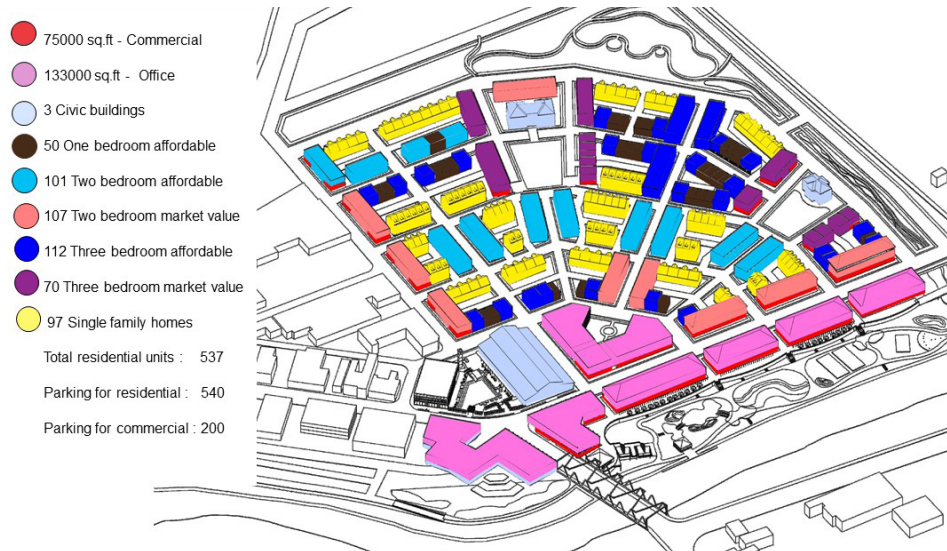 75000 sq.ft - Commercial
133000 sq.ft - Office
3 Civic buildings
50 One bedroom affordable
101 Two bedroom affordable
107 Two bedroom market value
112 Three bedroom affordable
70 Three bedroom market value
97 Single family homes
Total residential units : 537
Parking for residential : 540
Parking for commercial : 200